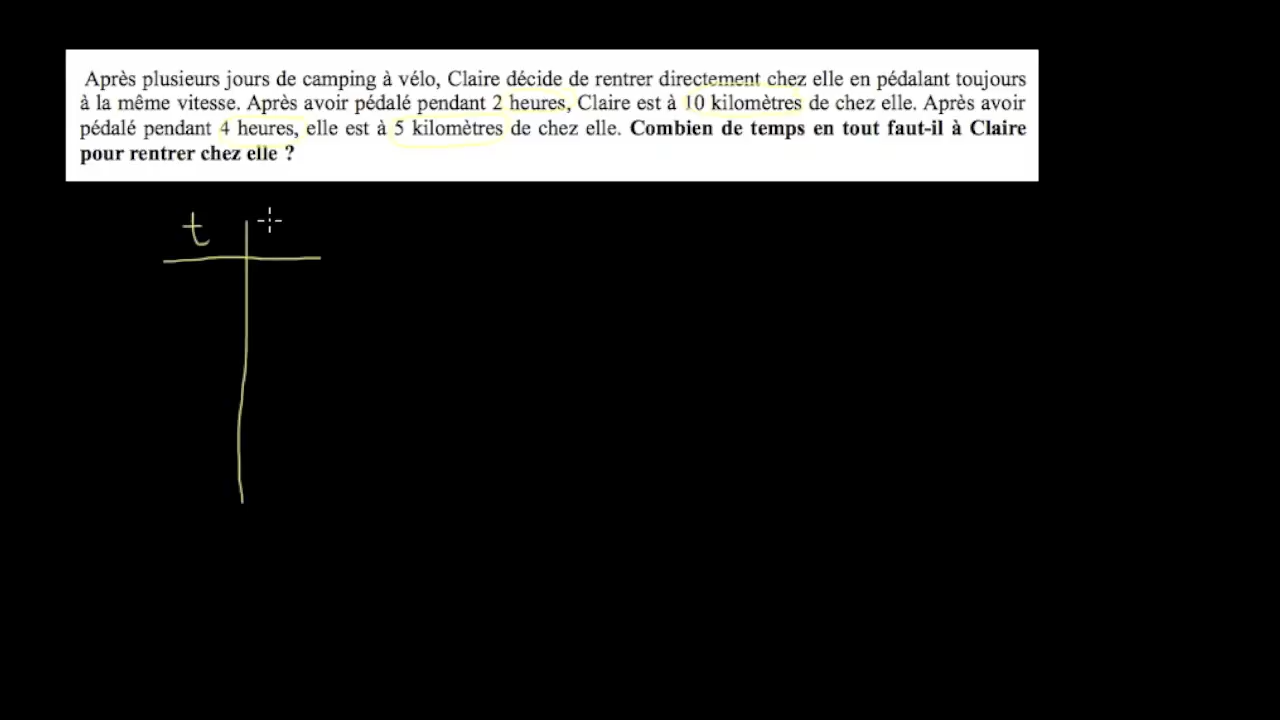 Après plusieurs jours de camping à vélo, Claire décide de rentrer directement chez elle en pédalant toujours
à la même vitesse. Après avoir pédalé pendant 2 heures, Claire est à 10 kilomètres de chez elle. Après avoir
pédalé pendant 4 heures, elle est à 5 kilomètres de chez elle. Combien de temps en tout faut-il à Claire
pour rentrer chez elle ?
t